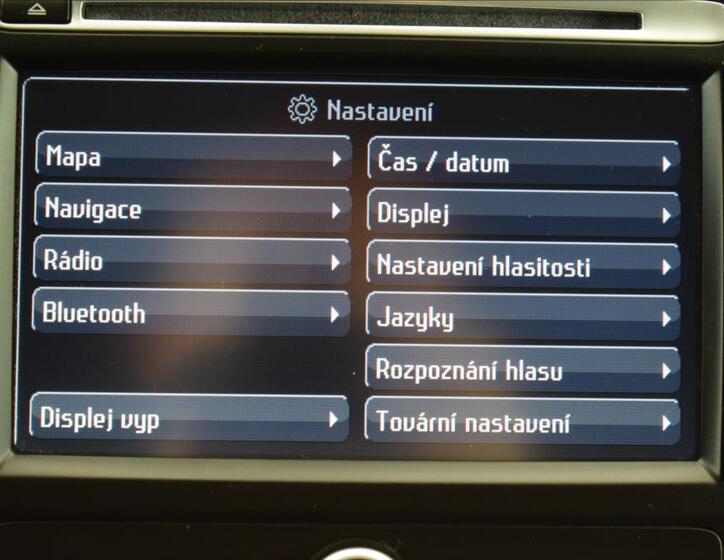 Nastavení
Mapa
Čas / datum
Navigace
Displej
Rádio
Nastavení hlasitosti
Bluetooth
Jazyky
Rozpoznání hlasu
Displej vyp
Tovární nastavení